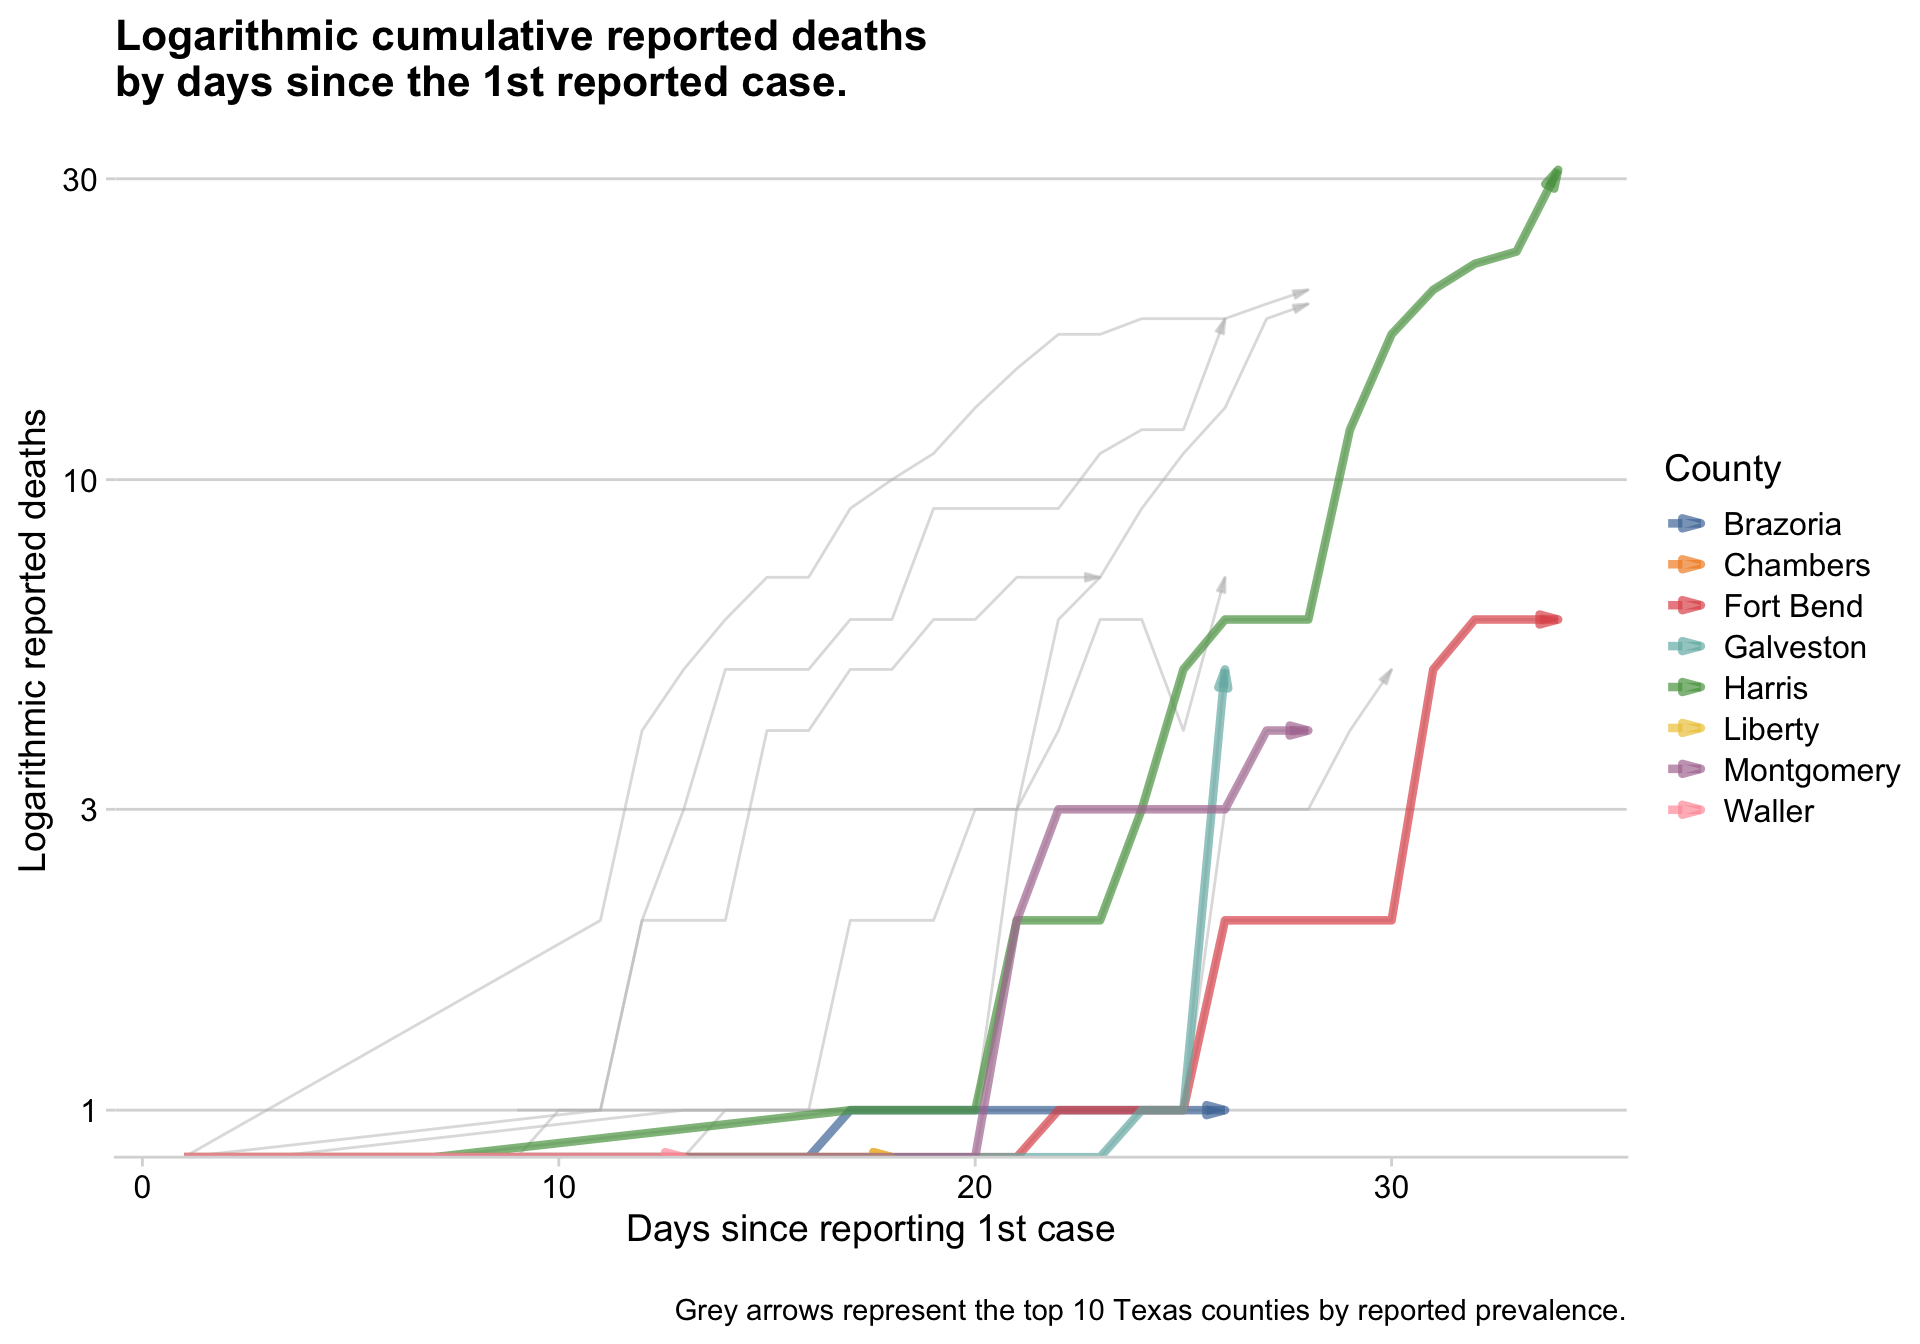 Logarithmic cumulative reported deaths
by days since the 1st reported case.
30
10
3
1
Logarithmic reported deaths
0
10
20
30
Days since reporting 1st case
County
Brazoria
Chambers
Fort Bend
Galveston
Harris
Liberty
Montgomery
Waller
Grey arrows represent the top 10 Texas counties by reported prevalence.